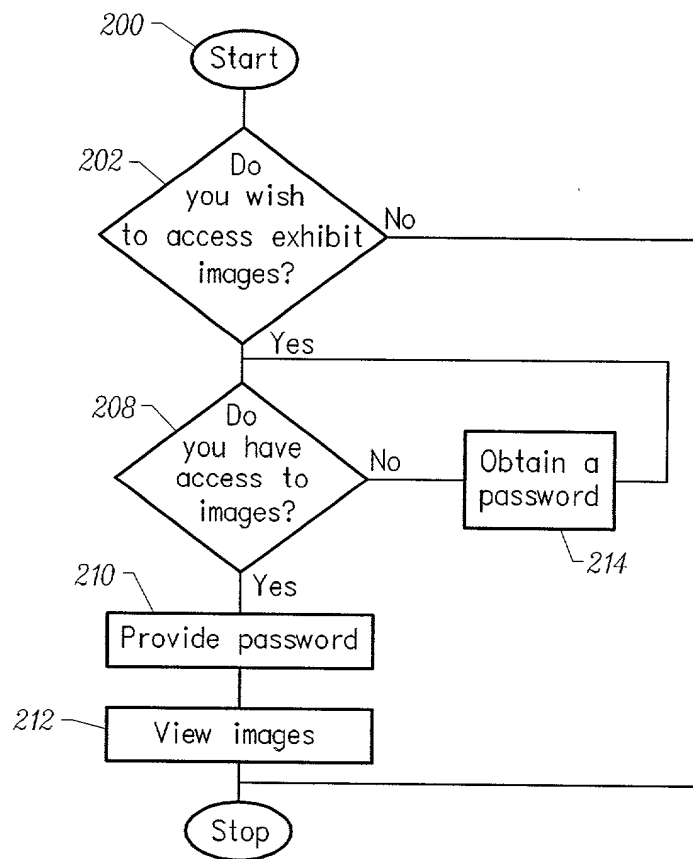 200
Start
202
Do
you wish
to access exhibit
images?
No
Yes
208
Do
you have
access to
images?
No
Obtain a
password
214
Yes
210
Provide password
212
View images
Stop